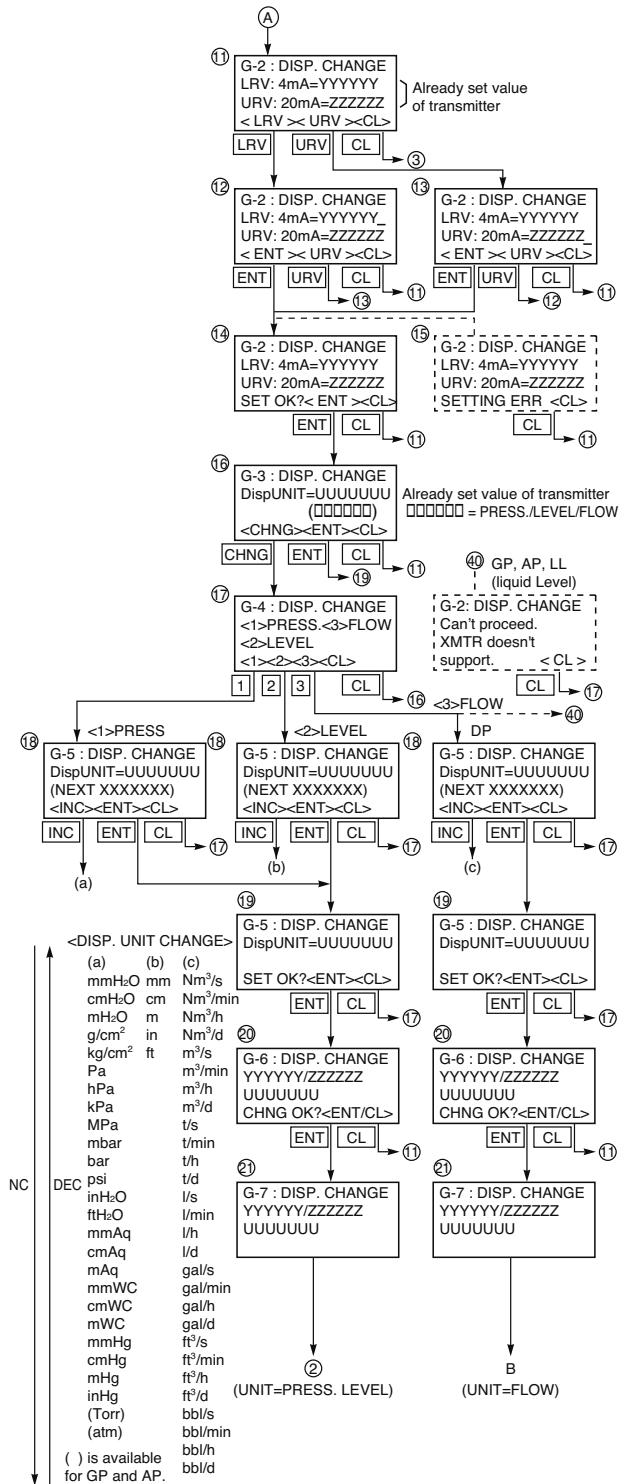 A
11
G-2 : DISP. CHANGE
LRV: 4mA=YYYYYY
URV: 20mA=ZZZZZZ
< LRV >< URV ><CL>
Already set value
of transmitter
LRV URV CL
3
12
G-2 : DISP. CHANGE
LRV: 4mA=YYYYYY_
URV: 20mA=ZZZZZZ
< ENT >< URV ><CL>
ENT URV CL
13
11
13
G-2 : DISP. CHANGE
LRV: 4mA=YYYYYY
URV: 20mA=ZZZZZZ_
< ENT >< URV ><CL>
ENT URV CL
12
11
14
G-2 : DISP. CHANGE
LRV: 4mA=YYYYYY
URV: 20mA=ZZZZZZ
SET OK?< ENT ><CL>
ENT CL
11
15
G-2 : DISP. CHANGE
LRV: 4mA=YYYYYY
URV: 20mA=ZZZZZZ
SETTING ERR <CL>
CL
11
16
G-3 : DISP. CHANGE
DispUNIT=UUUUUUU
(▯▯▯▯▯▯)
<CHNG><ENT><CL>
Already set value of transmitter
▯▯▯▯▯▯ = PRESS./LEVEL/FLOW
CHNG ENT CL
19
11
17
G-4 : DISP. CHANGE
<1>PRESS.<3>FLOW
<2>LEVEL
<1><2><3><CL>
1 2 3 CL
16
40 GP, AP, LL
(liquid Level)
G-2: DISP. CHANGE
Can't proceed.
XMTR doesn't
support. < CL >
CL
17
<3>FLOW
40
<1>PRESS
18
G-5 : DISP. CHANGE
DispUNIT=UUUUUUU
(NEXT XXXXXXX)
<INC><ENT><CL>
INC ENT CL
17
(a)
<2>LEVEL
18
G-5 : DISP. CHANGE
DispUNIT=UUUUUUU
(NEXT XXXXXXX)
<INC><ENT><CL>
INC ENT CL
17
(b)
DP
18
G-5 : DISP. CHANGE
DispUNIT=UUUUUUU
(NEXT XXXXXXX)
<INC><ENT><CL>
INC ENT CL
17
(c)
19
G-5 : DISP. CHANGE
DispUNIT=UUUUUUU
SET OK?<ENT><CL>
ENT CL
17
20
G-6 : DISP. CHANGE
YYYYYY/ZZZZZZ
UUUUUUU
CHNG OK?<ENT/CL>
ENT CL
11
21
G-7 : DISP. CHANGE
YYYYYY/ZZZZZZ
UUUUUUU
2
(UNIT=PRESS. LEVEL)
19
G-5 : DISP. CHANGE
DispUNIT=UUUUUUU
SET OK?<ENT><CL>
ENT CL
17
20
G-6 : DISP. CHANGE
YYYYYY/ZZZZZZ
UUUUUUU
CHNG OK?<ENT/CL>
ENT CL
11
21
G-7 : DISP. CHANGE
YYYYYY/ZZZZZZ
UUUUUUU
B
(UNIT=FLOW)
<DISP. UNIT CHANGE>
(a) (b) (c)
mmH2O mm Nm³/s
cmH2O cm Nm³/min
mH2O m Nm³/h
g/cm² in Nm³/d
kg/cm² ft m³/s
Pa m³/min
hPa m³/h
kPa m³/d
MPa t/s
mbar t/min
bar t/h
psi t/d
inH2O l/s
ftH2O l/min
mmAq l/h
cmAq l/d
mAq gal/s
mmWC gal/min
cmWC gal/h
mWC gal/d
mmHg ft³/s
cmHg ft³/min
mHg ft³/h
inHg ft³/d
(Torr) bbl/s
(atm) bbl/min
bbl/h
bbl/d
NC
DEC
( ) is available
for GP and AP.